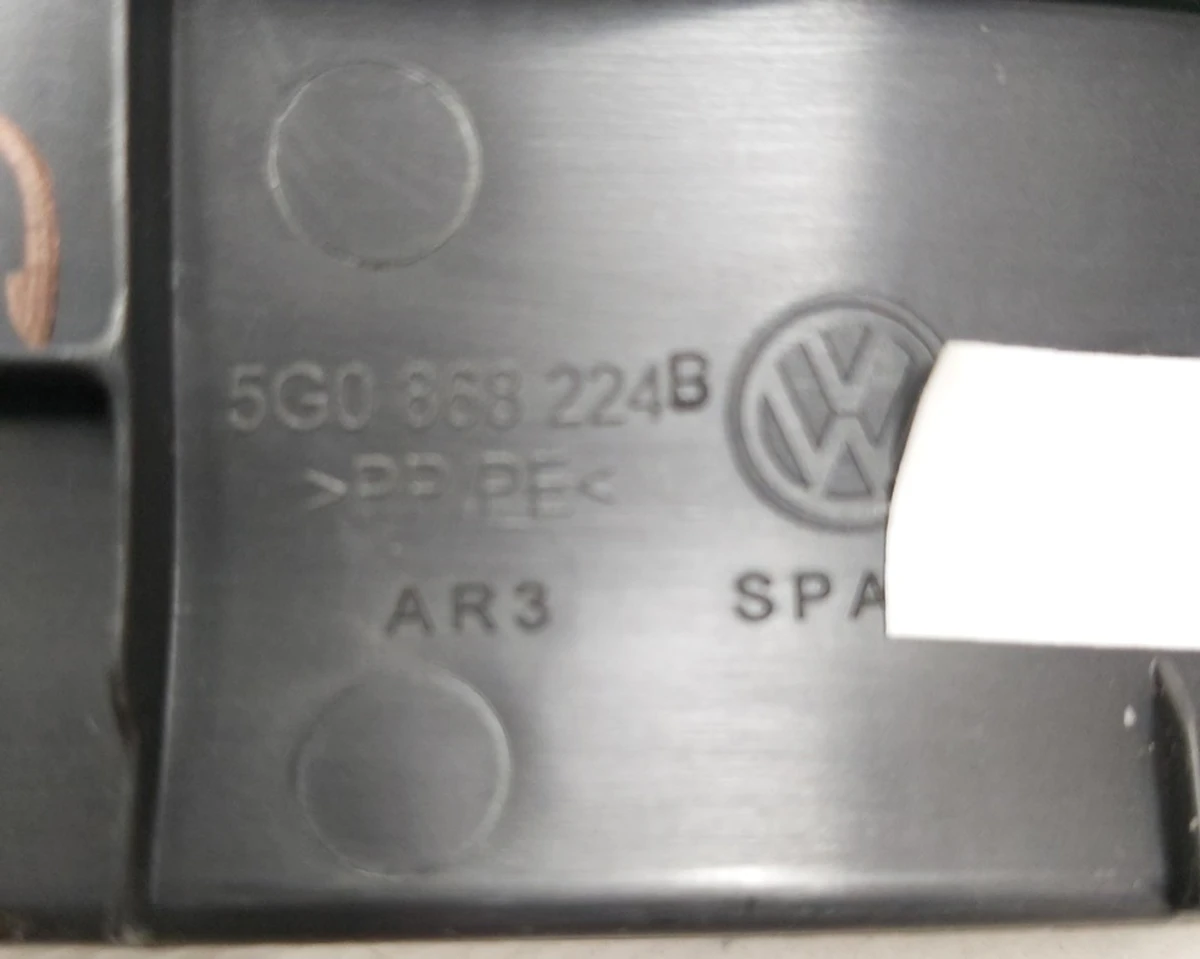 5G0 868 224B
>PP/PE<
AR3
SPA